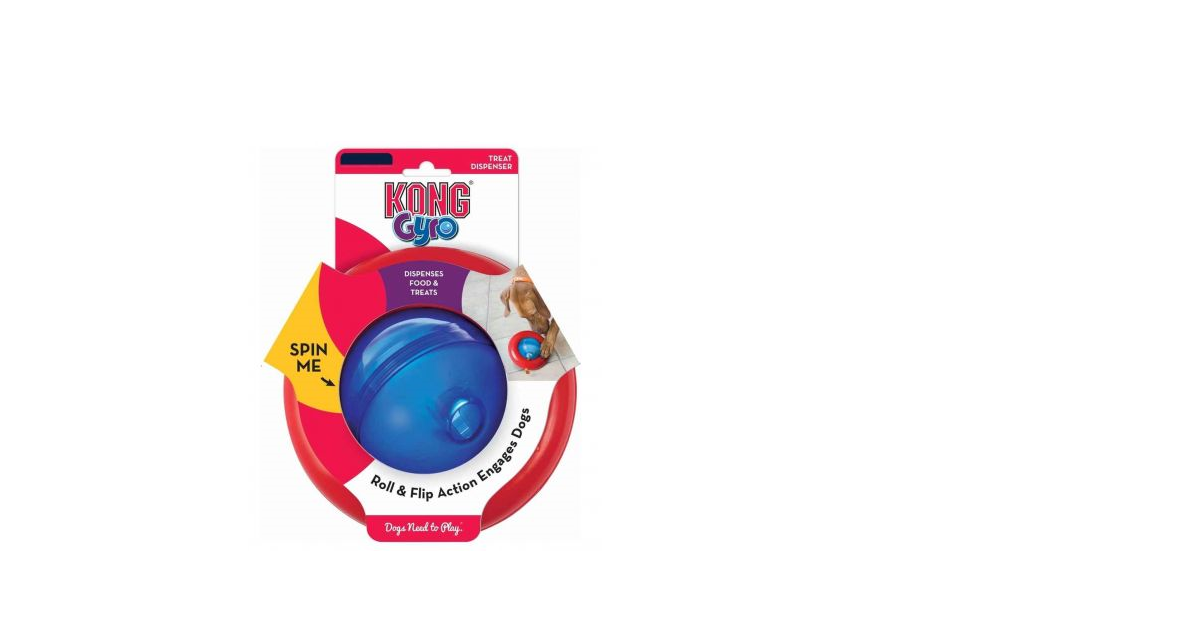 TREAT
DISPENSER
KONG®
Gyro
DISPENSES
FOOD &
TREATS
SPIN
ME
Roll & Flip Action Engages Dogs
Dogs Need to Play.